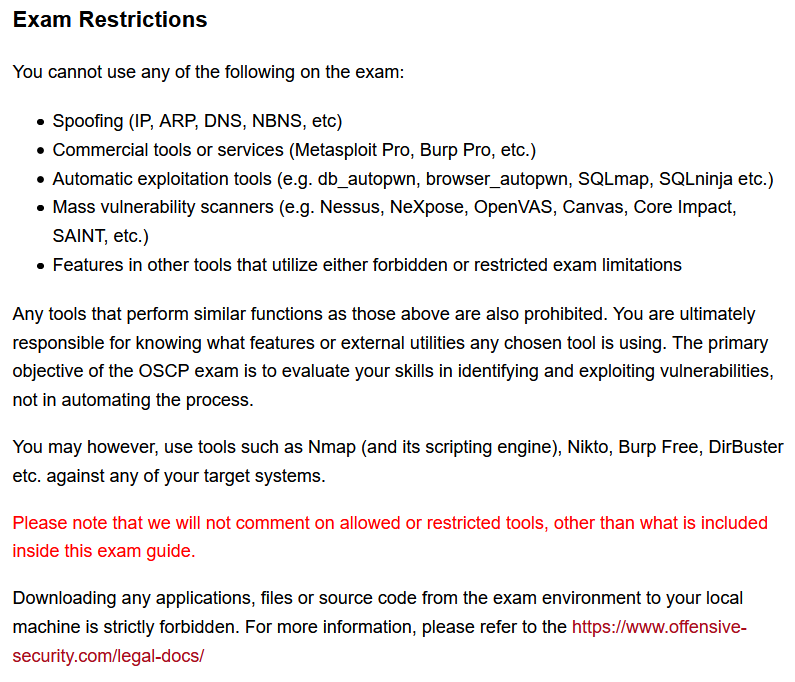 Exam Restrictions
You cannot use any of the following on the exam:
• Spoofing (IP, ARP, DNS, NBNS, etc)
• Commercial tools or services (Metasploit Pro, Burp Pro, etc.)
• Automatic exploitation tools (e.g. db_autopwn, browser_autopwn, SQLmap, SQLninja etc.)
• Mass vulnerability scanners (e.g. Nessus, NeXpose, OpenVAS, Canvas, Core Impact,
SAINT, etc.)
• Features in other tools that utilize either forbidden or restricted exam limitations
Any tools that perform similar functions as those above are also prohibited. You are ultimately
responsible for knowing what features or external utilities any chosen tool is using. The primary
objective of the OSCP exam is to evaluate your skills in identifying and exploiting vulnerabilities,
not in automating the process.
You may however, use tools such as Nmap (and its scripting engine), Nikto, Burp Free, DirBuster
etc. against any of your target systems.
Please note that we will not comment on allowed or restricted tools, other than what is included
inside this exam guide.
Downloading any applications, files or source code from the exam environment to your local
machine is strictly forbidden. For more information, please refer to the https://www.offensive-
security.com/legal-docs/